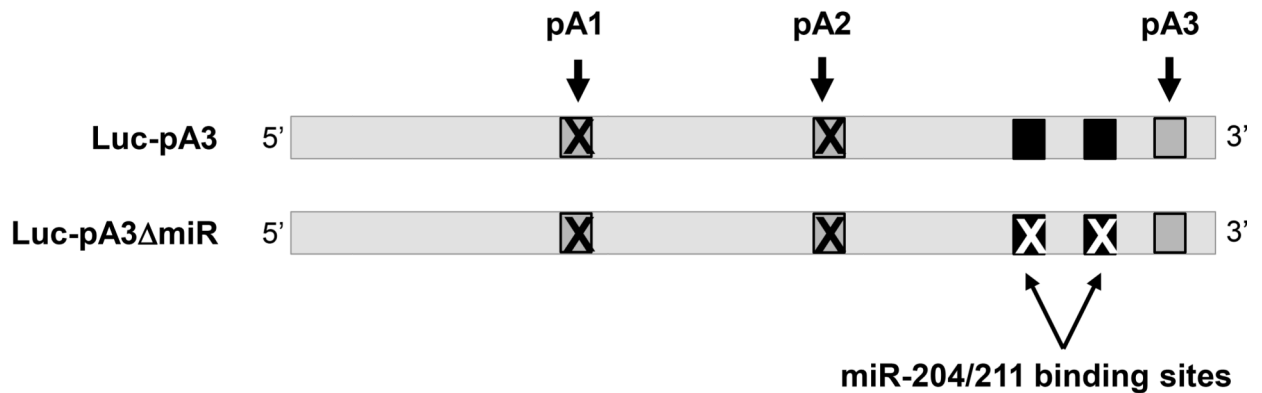 pA1 pA2 pA3
Luc-pA3 5’ X X 3’
Luc-pA3ΔmiR 5’ X X X X 3’
miR-204/211 binding sites